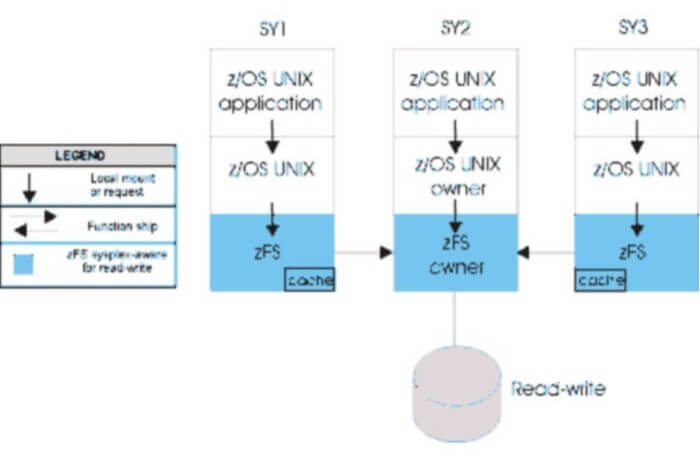 SY1
SY2
SY3
z/OS UNIX
application
z/OS UNIX
application
z/OS UNIX
application
z/OS UNIX
z/OS UNIX
owner
z/OS UNIX
zFS
cache
zFS
owner
zFS
cache
Read-write
LEGEND
Local mount
or request
Function ship
zFS sysplex-aware
for read-write